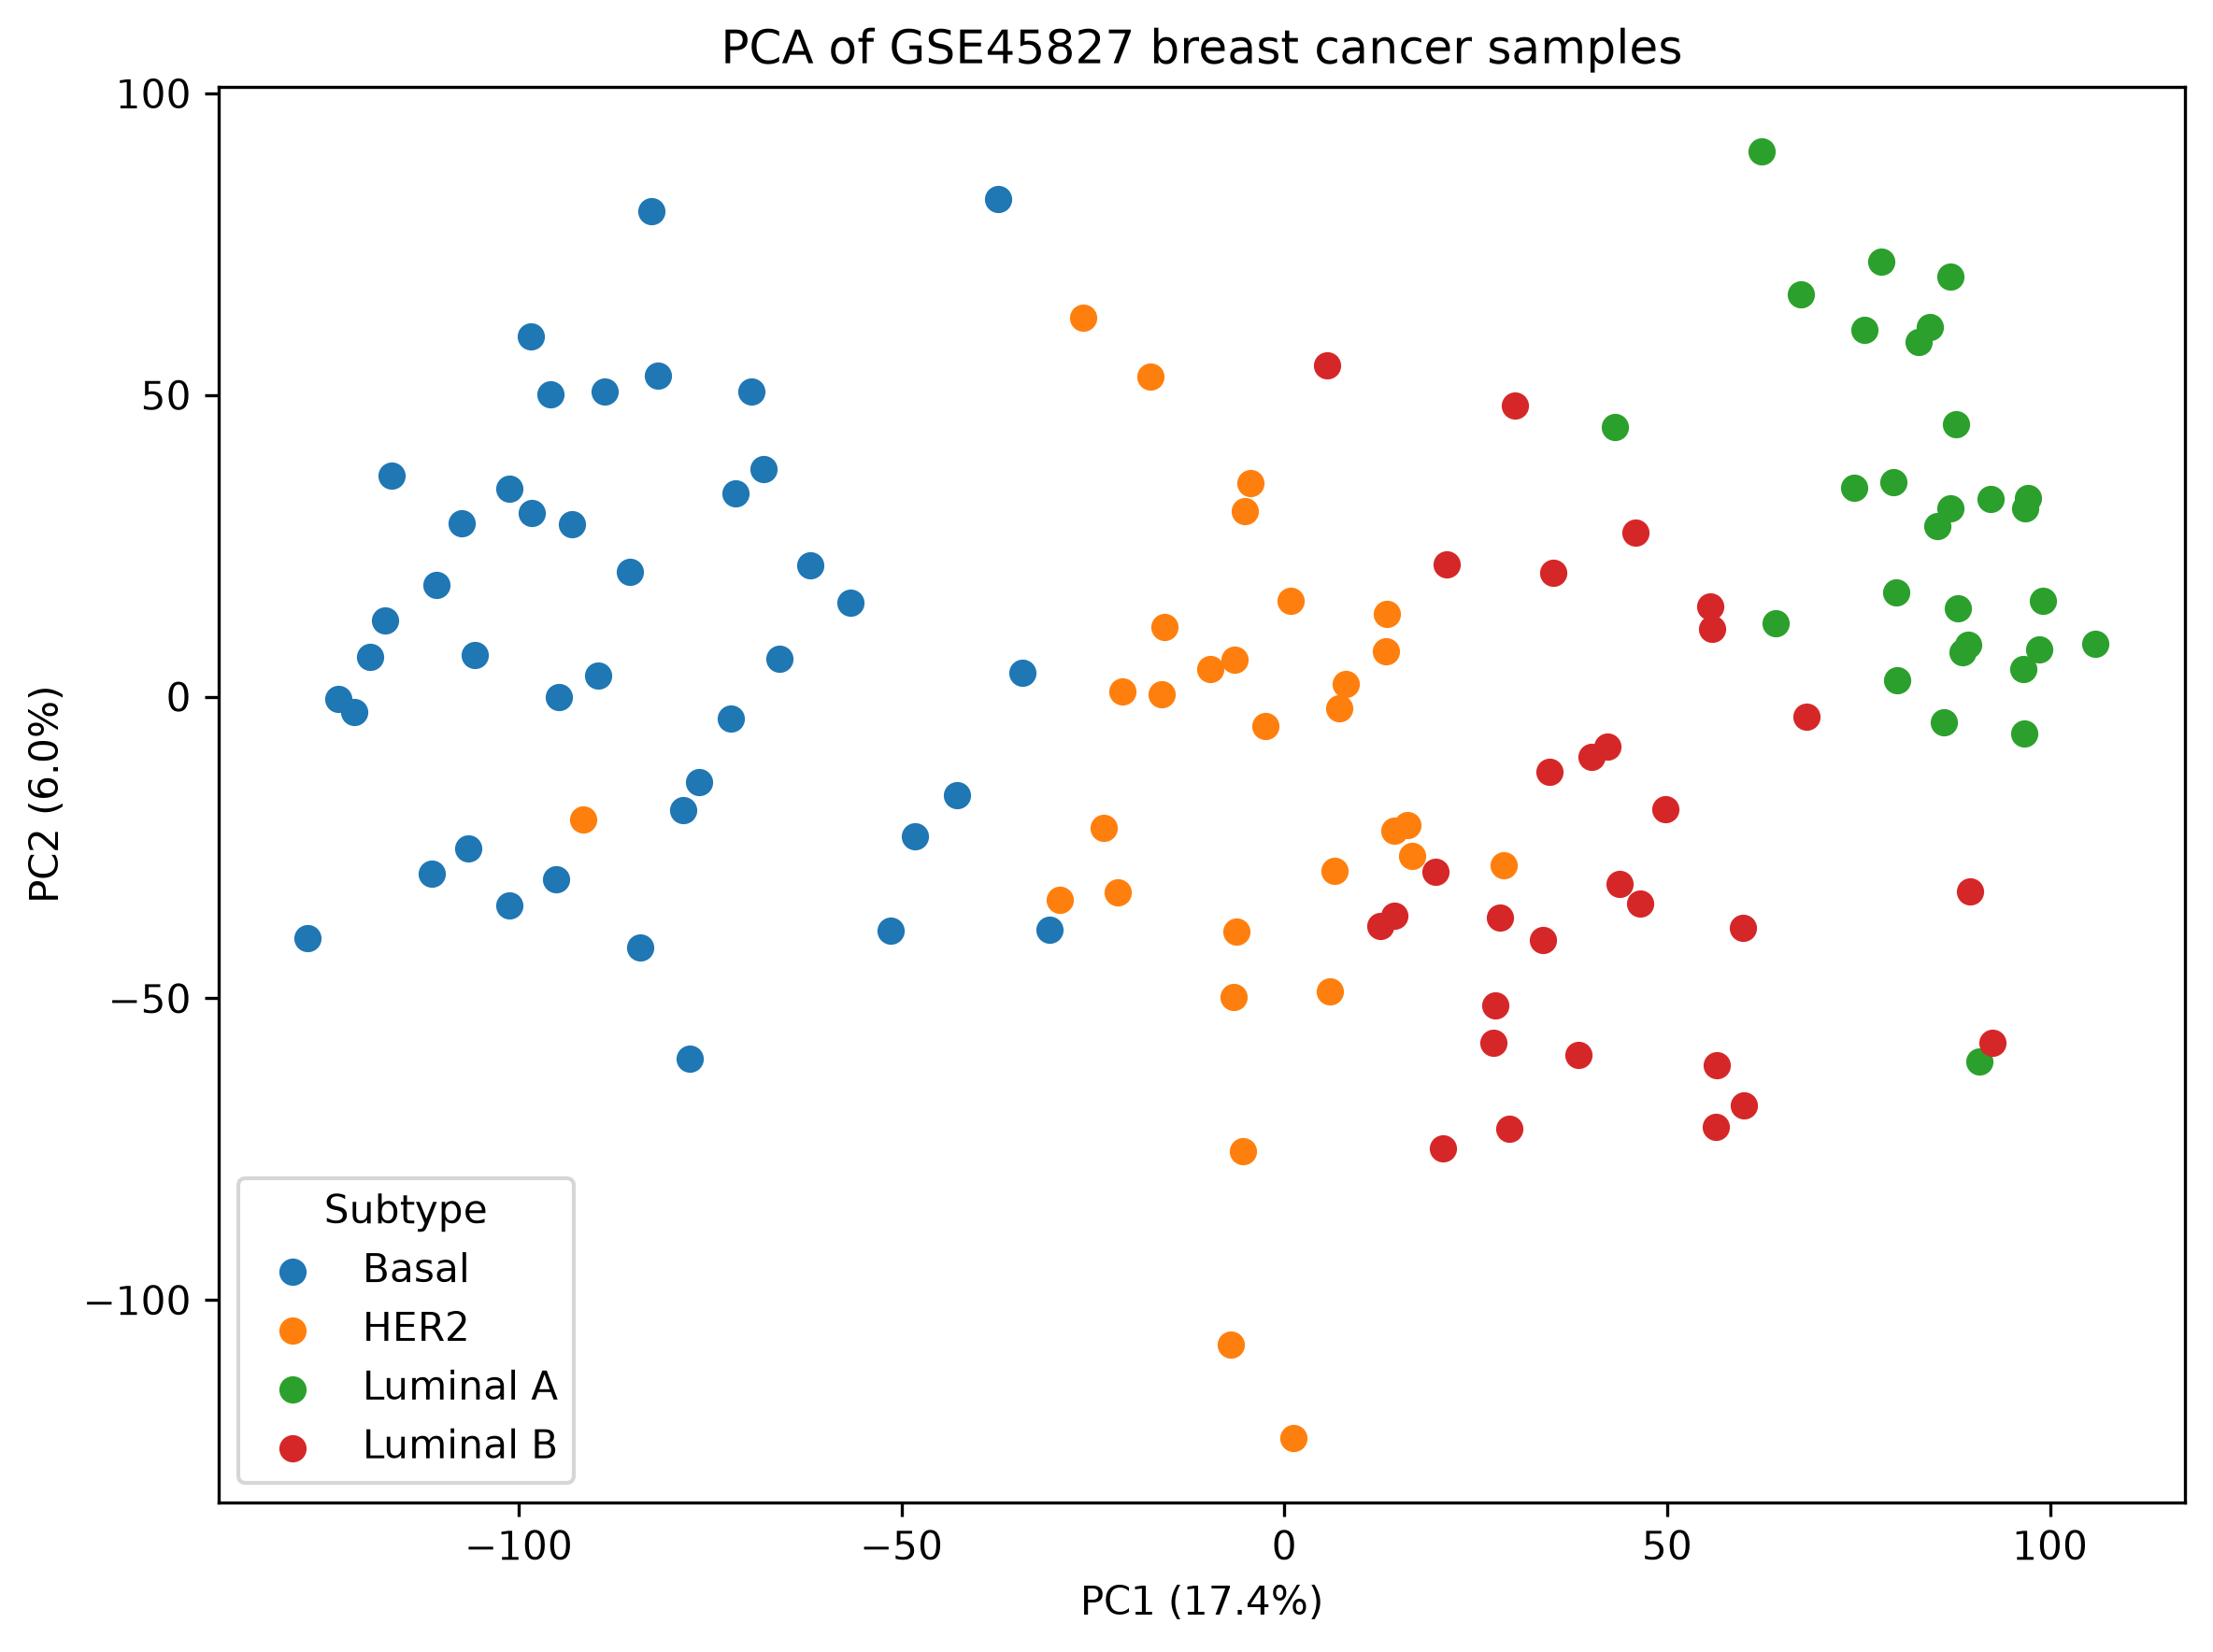 PCA of GSE45827 breast cancer samples
100
50
0
−50
−100
PC2 (6.0%)
Subtype
Basal
HER2
Luminal A
Luminal B
−100
−50
0
50
100
PC1 (17.4%)